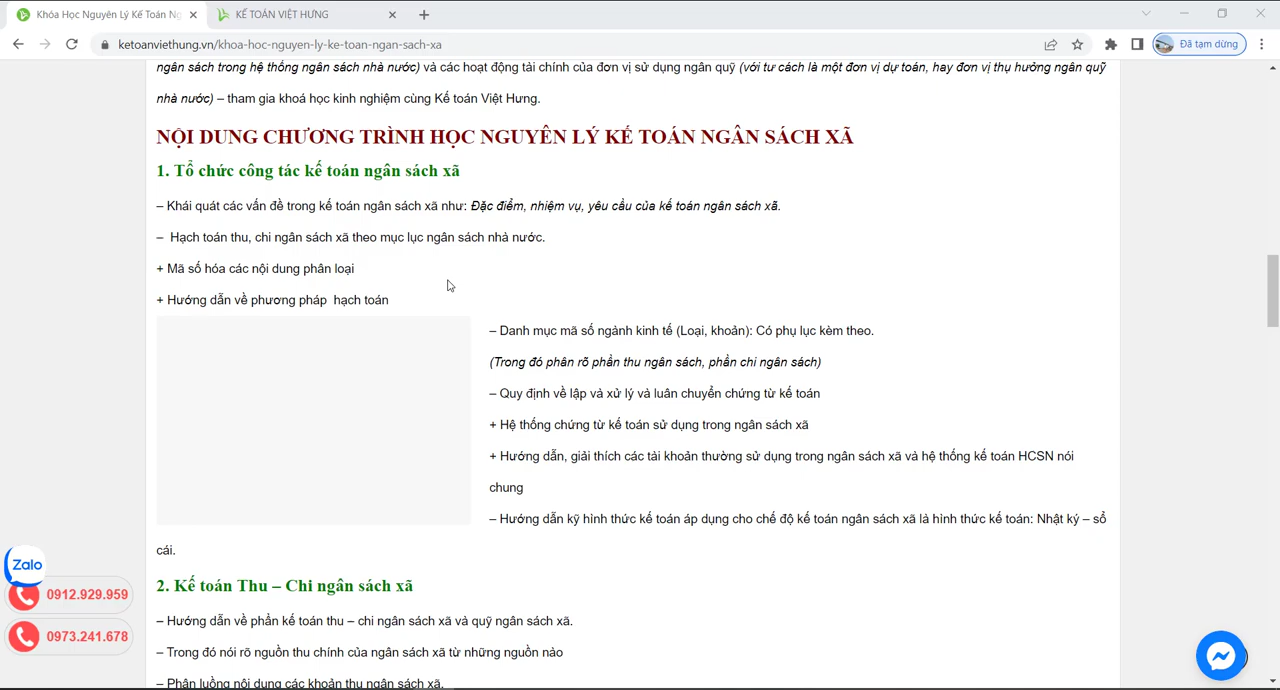 Khóa Học Nguyên Lý Kế Toán Ng
KẾ TOÁN VIỆT HƯNG
ketoanviethung.vn/khoa-hoc-nguyen-ly-ke-toan-ngan-sach-xa
Đã tạm dừng
ngân sách trong hệ thống ngân sách nhà nước) và các hoạt động tài chính của đơn vị sử dụng ngân quỹ (với tư cách là một đơn vị dự toán, hay đơn vị thụ hưởng ngân quỹ
nhà nước) – tham gia khoá học kinh nghiệm cùng Kế toán Việt Hưng.
NỘI DUNG CHƯƠNG TRÌNH HỌC NGUYÊN LÝ KẾ TOÁN NGÂN SÁCH XÃ
1. Tổ chức công tác kế toán ngân sách xã
– Khái quát các vấn đề trong kế toán ngân sách xã như: Đặc điểm, nhiệm vụ, yêu cầu của kế toán ngân sách xã.
– Hạch toán thu, chi ngân sách xã theo mục lục ngân sách nhà nước.
+ Mã số hóa các nội dung phân loại
+ Hướng dẫn về phương pháp hạch toán
– Danh mục mã số ngành kinh tế (Loại, khoản): Có phụ lục kèm theo.
(Trong đó phân rõ phần thu ngân sách, phần chi ngân sách)
– Quy định về lập và xử lý và luân chuyển chứng từ kế toán
+ Hệ thống chứng từ kế toán sử dụng trong ngân sách xã
+ Hướng dẫn, giải thích các tài khoản thường sử dụng trong ngân sách xã và hệ thống kế toán HCSN nói
chung
– Hướng dẫn kỹ hình thức kế toán áp dụng cho chế độ kế toán ngân sách xã là hình thức kế toán: Nhật ký – sổ
cái.
Zalo
0912.929.959
0973.241.678
2. Kế toán Thu – Chi ngân sách xã
– Hướng dẫn về phần kế toán thu – chi ngân sách xã và quỹ ngân sách xã.
– Trong đó nói rõ nguồn thu chính của ngân sách xã từ những nguồn nào
– Phân luồng nội dung các khoản thu ngân sách xã.